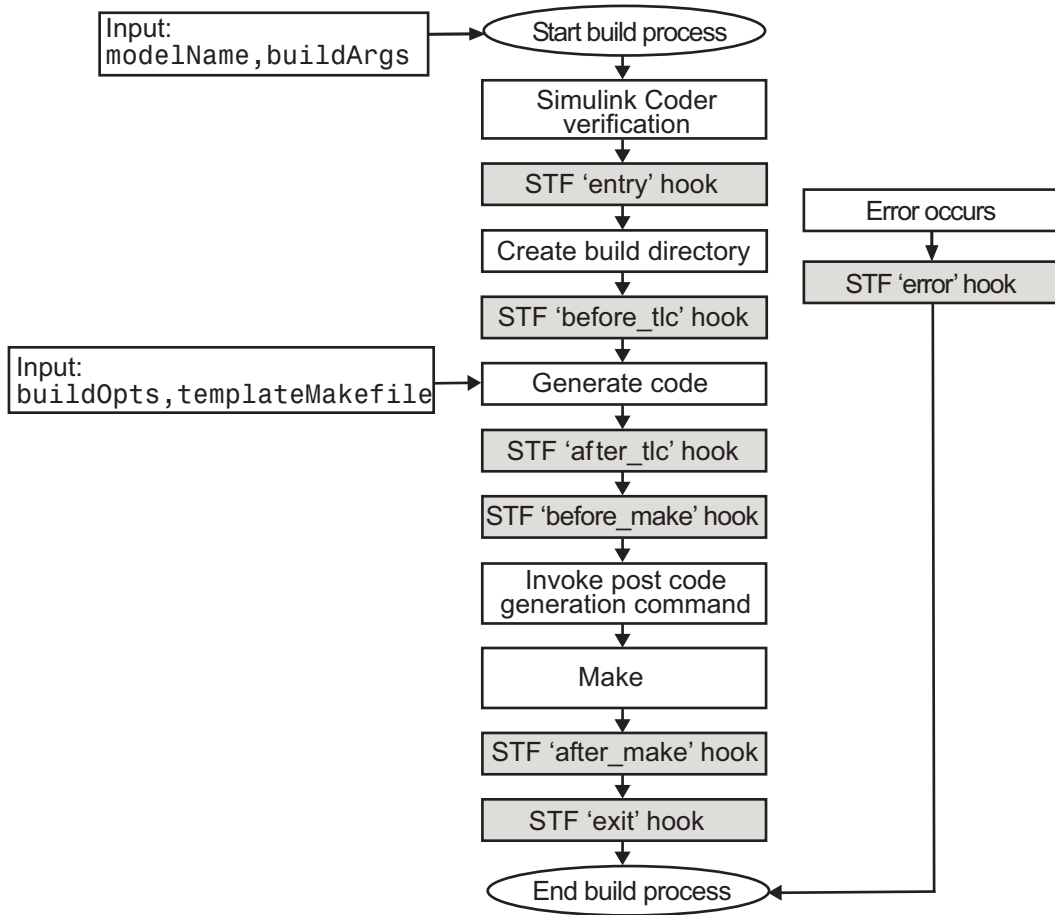 Input:
modelName,buildArgs
Start build process
Simulink Coder
verification
STF ‘entry’ hook
Create build directory
STF ‘before_tlc’ hook
Input:
buildOpts,templateMakefile
Generate code
STF ‘after_tlc’ hook
STF ‘before_make’ hook
Invoke post code
generation command
Make
STF ‘after_make’ hook
STF ‘exit’ hook
End build process
Error occurs
STF ‘error’ hook